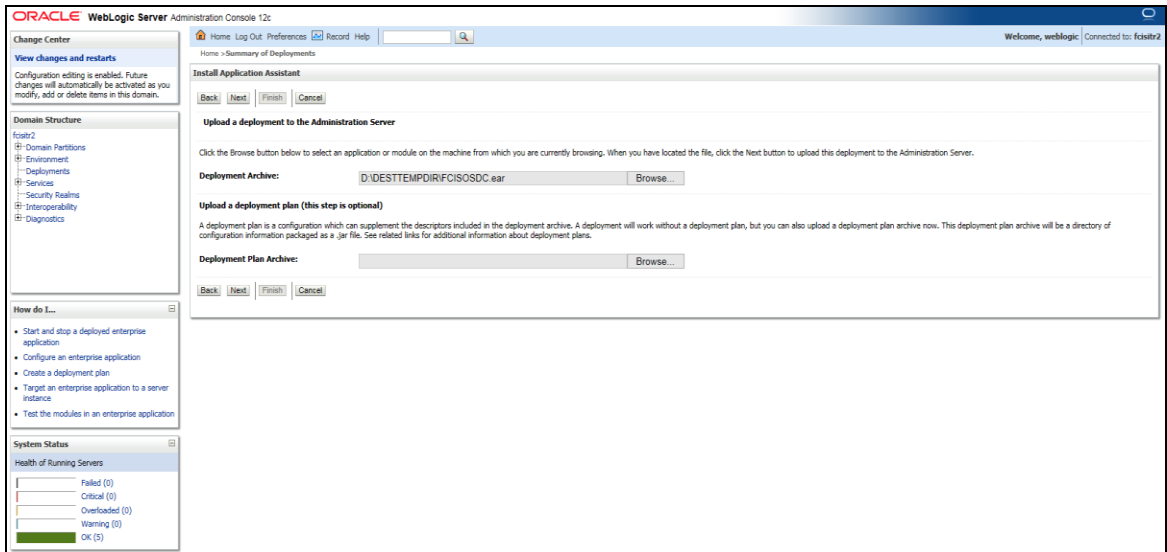 ORACLE WebLogic Server Administration Console 12c
Change Center
View changes and restarts
Configuration editing is enabled. Future
changes will automatically be activated as you
modify, add or delete items in this domain.
Domain Structure
fcisitr2
Domain Partitions
Environment
Deployments
Services
Security Realms
Interoperability
Diagnostics
How do I...
Start and stop a deployed enterprise
application
Configure an enterprise application
Create a deployment plan
Target an enterprise application to a server
instance
Test the modules in an enterprise application
System Status
Health of Running Servers
Failed (0)
Critical (0)
Overloaded (0)
Warning (0)
OK (5)
Home Log Out Preferences Record Help
Welcome, weblogic Connected to: fcisitr2
Home >Summary of Deployments
Install Application Assistant
Back Next Finish Cancel
Upload a deployment to the Administration Server
Click the Browse button below to select an application or module on the machine from which you are currently browsing. When you have located the file, click the Next button to upload this deployment to the Administration Server.
Deployment Archive: D:\DESTTEMPDIR\FCISOSDC.ear Browse...
Upload a deployment plan (this step is optional)
A deployment plan is a configuration which can supplement the descriptors included in the deployment archive. A deployment will work without a deployment plan, but you can also upload a deployment plan archive now. This deployment plan archive will be a directory of
configuration information packaged as a .jar file. See related links for additional information about deployment plans.
Deployment Plan Archive: Browse...
Back Next Finish Cancel